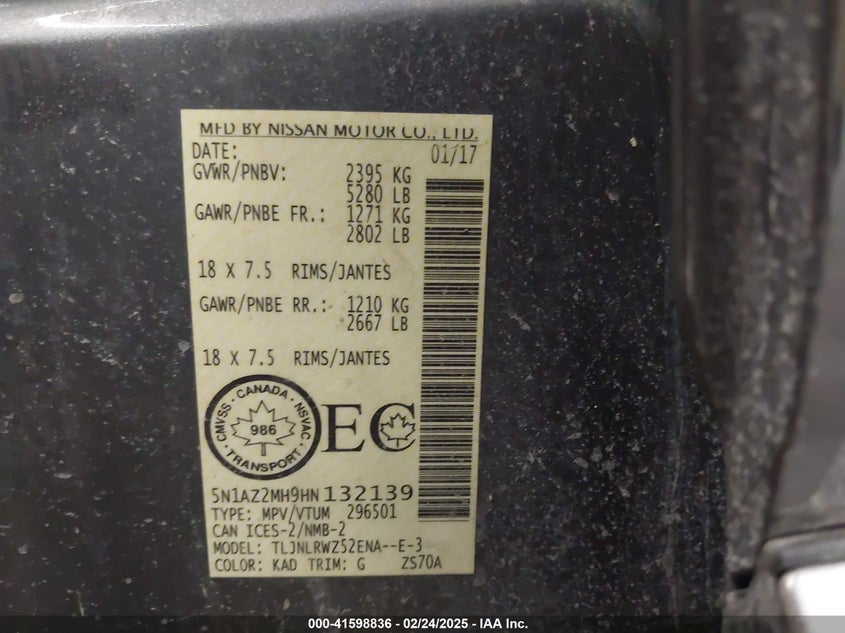 MFD BY NISSAN MOTOR CO., LTD.
DATE: 01/17
GVWR/PNBV: 2395 KG
5280 LB
GAWR/PNBE FR.: 1271 KG
2802 LB
18 X 7.5 RIMS/JANTES
GAWR/PNBE RR.: 1210 KG
2667 LB
18 X 7.5 RIMS/JANTES
CMVSS · CANADA · NSVAC · TRANSPORT ·
986
EC
5N1AZ2MH9HN 132139
TYPE: MPV/VTUM 296501
CAN ICES-2/NMB-2
MODEL: TLJNLRWZ52ENA--E-3
COLOR: KAD TRIM: G ZS70A
000-41598836 - 02/24/2025 - IAA Inc.